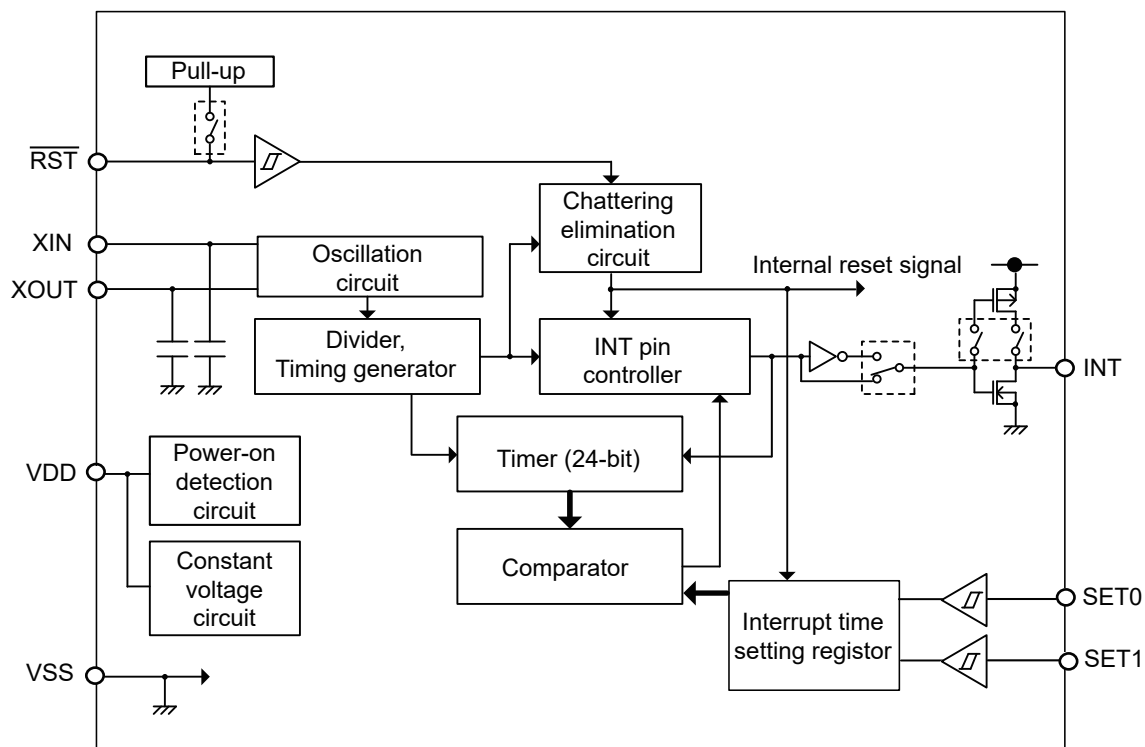 Pull-up
RST
Chattering
elimination
circuit
XIN
Oscillation
circuit
XOUT
Internal reset signal
Divider,
Timing generator
INT pin
controller
INT
Timer (24-bit)
VDD
Power-on
detection
circuit
Constant
voltage
circuit
Comparator
Interrupt time
setting registor
SET0
SET1
VSS